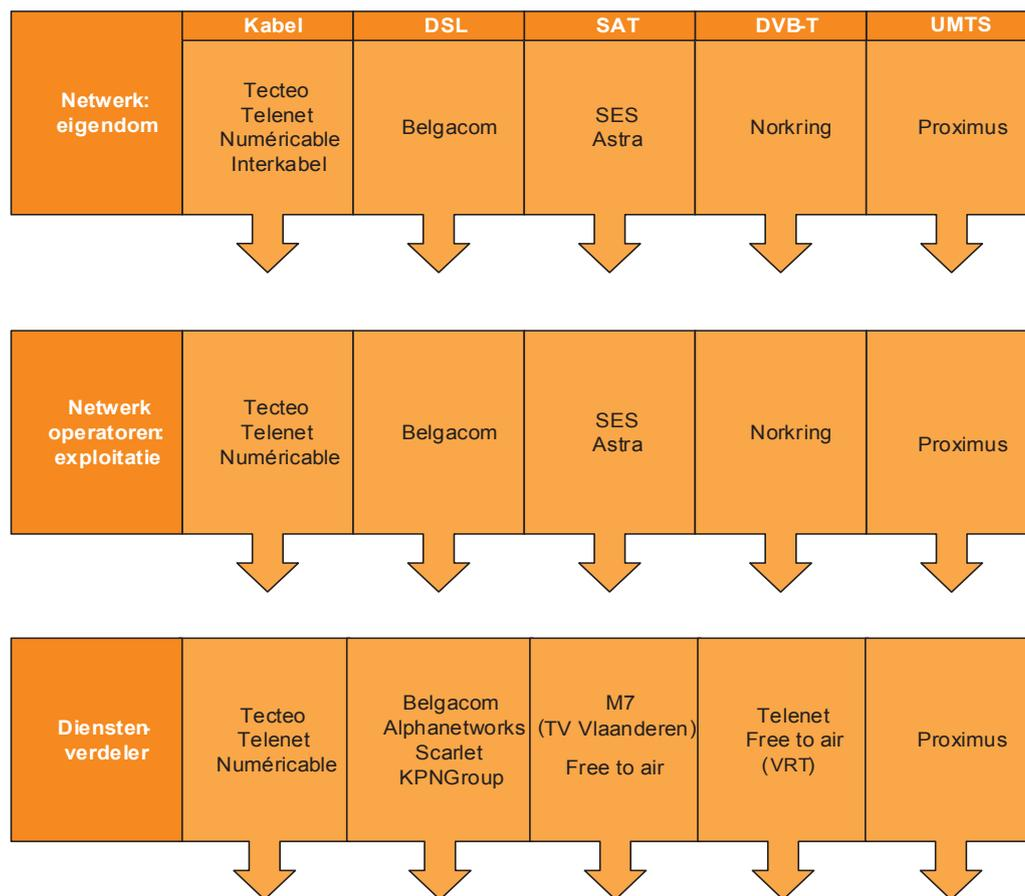 Kabel
DSL
SAT
DVB-T
UMTS
Netwerk:
eigendom
Tecteo
Telenet
Numéricable
Interkabel
Belgacom
SES
Astra
Norkring
Proximus
Netwerk
operatoren:
exploitatie
Tecteo
Telenet
Numéricable
Belgacom
SES
Astra
Norkring
Proximus
Diensten-
verdeler
Tecteo
Telenet
Numéricable
Belgacom
Alphanetworks
Scarlet
KPNGroup
M7
(TV Vlaanderen)
Free to air
Telenet
Free to air
(VRT)
Proximus